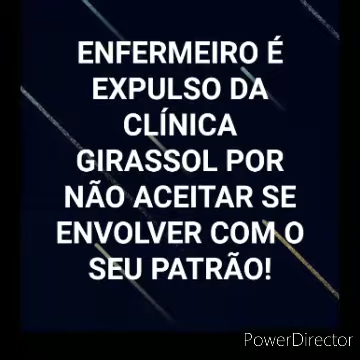 ENFERMEIRO É
EXPULSO DA
CLÍNICA
GIRASSOL POR
NÃO ACEITAR SE
ENVOLVER COM O
SEU PATRÃO!
PowerDirector